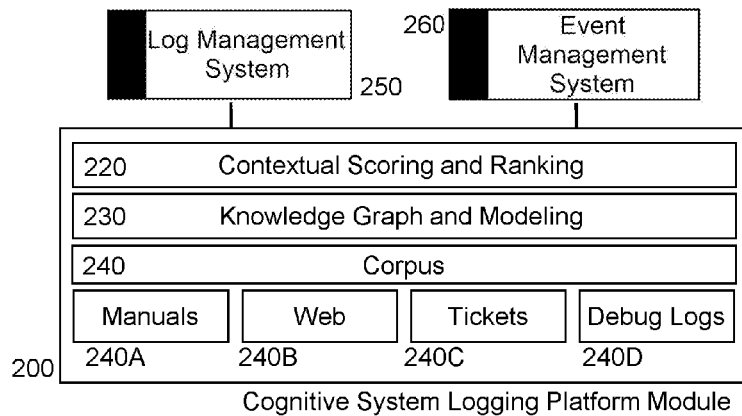 Log Management
System
250
260
Event
Management
System
220 Contextual Scoring and Ranking
230 Knowledge Graph and Modeling
240 Corpus
Manuals Web Tickets Debug Logs
200 240A 240B 240C 240D
Cognitive System Logging Platform Module